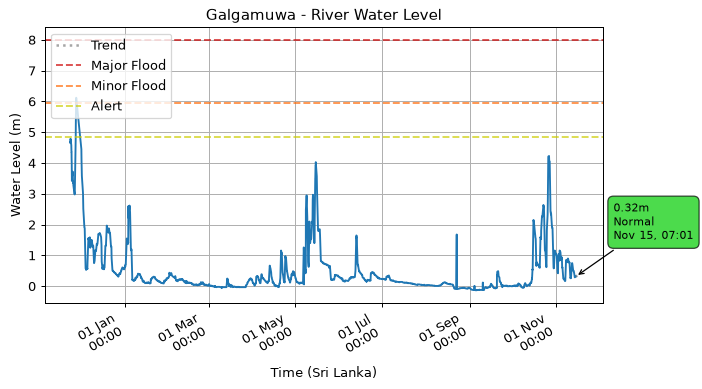 Galgamuwa - River Water Level
Trend
Major Flood
Minor Flood
Alert
Water Level (m)
8
7
6
5
4
3
2
1
0
0.32m
Normal
Nov 15, 07:01
01 Jan
00:00
01 Mar
00:00
01 May
00:00
01 Jul
00:00
01 Sep
00:00
01 Nov
00:00
Time (Sri Lanka)